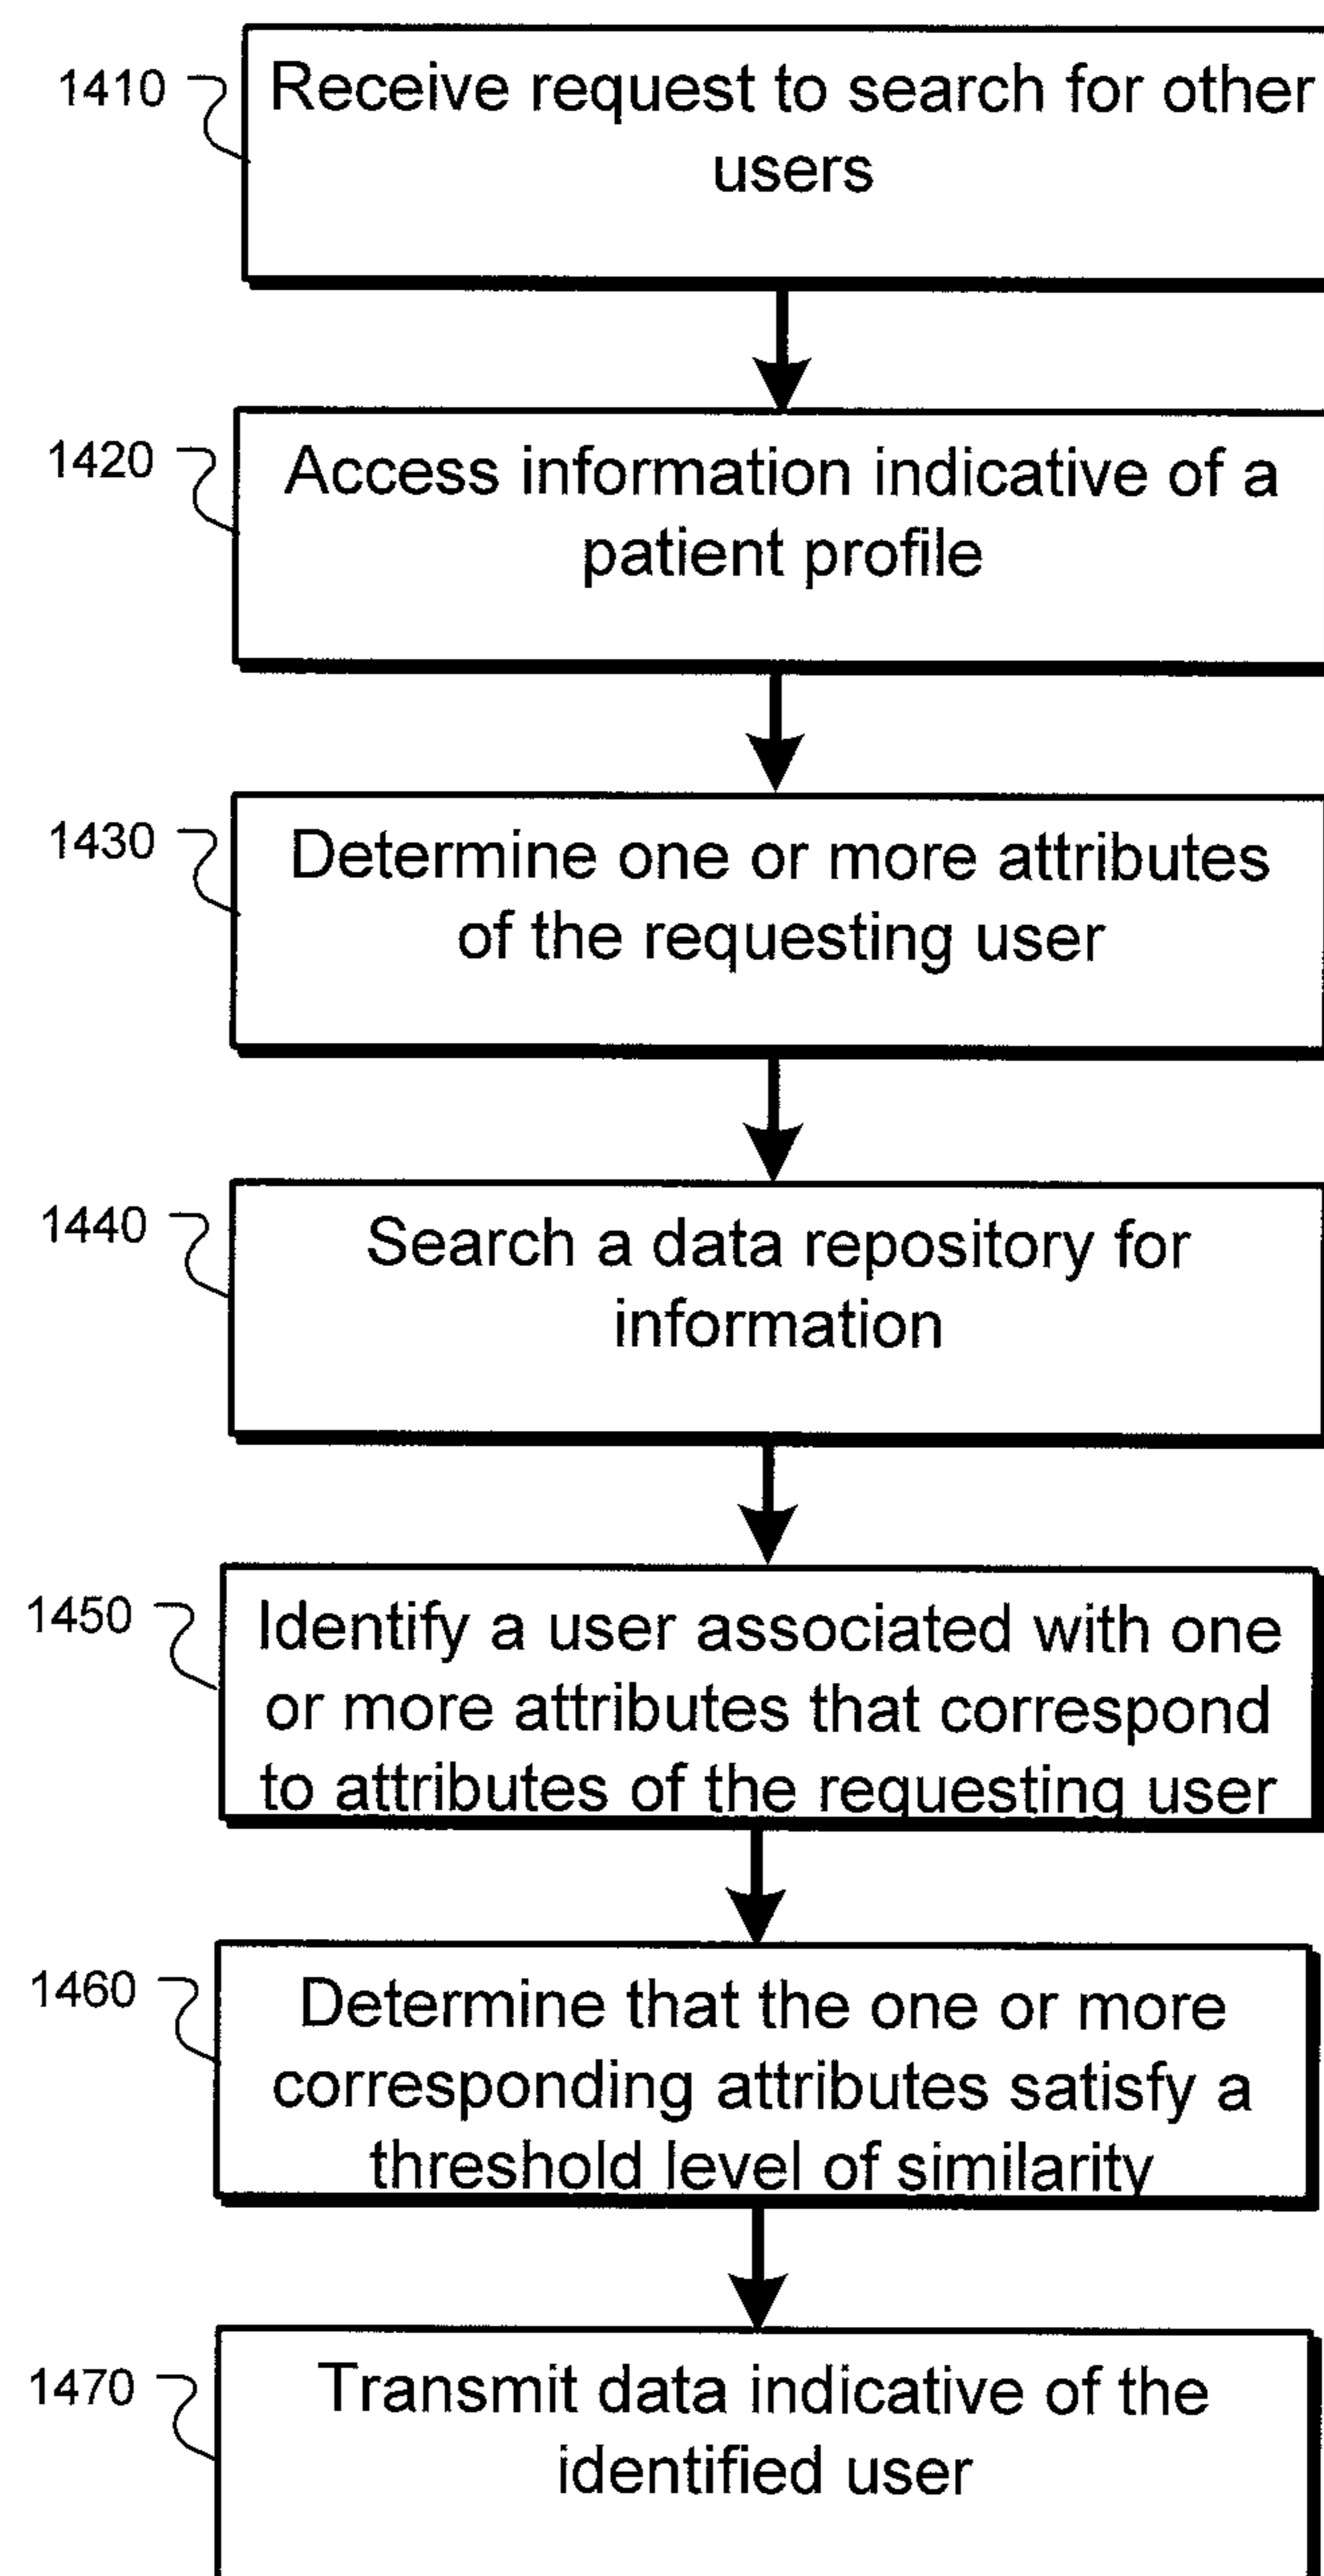 1410
Receive request to search for other
users
1420
Access information indicative of a
patient profile
1430
Determine one or more attributes
of the requesting user
1440
Search a data repository for
information
1450
Identify a user associated with one
or more attributes that correspond
to attributes of the requesting user
1460
Determine that the one or more
corresponding attributes satisfy a
threshold level of similarity
1470
Transmit data indicative of the
identified user